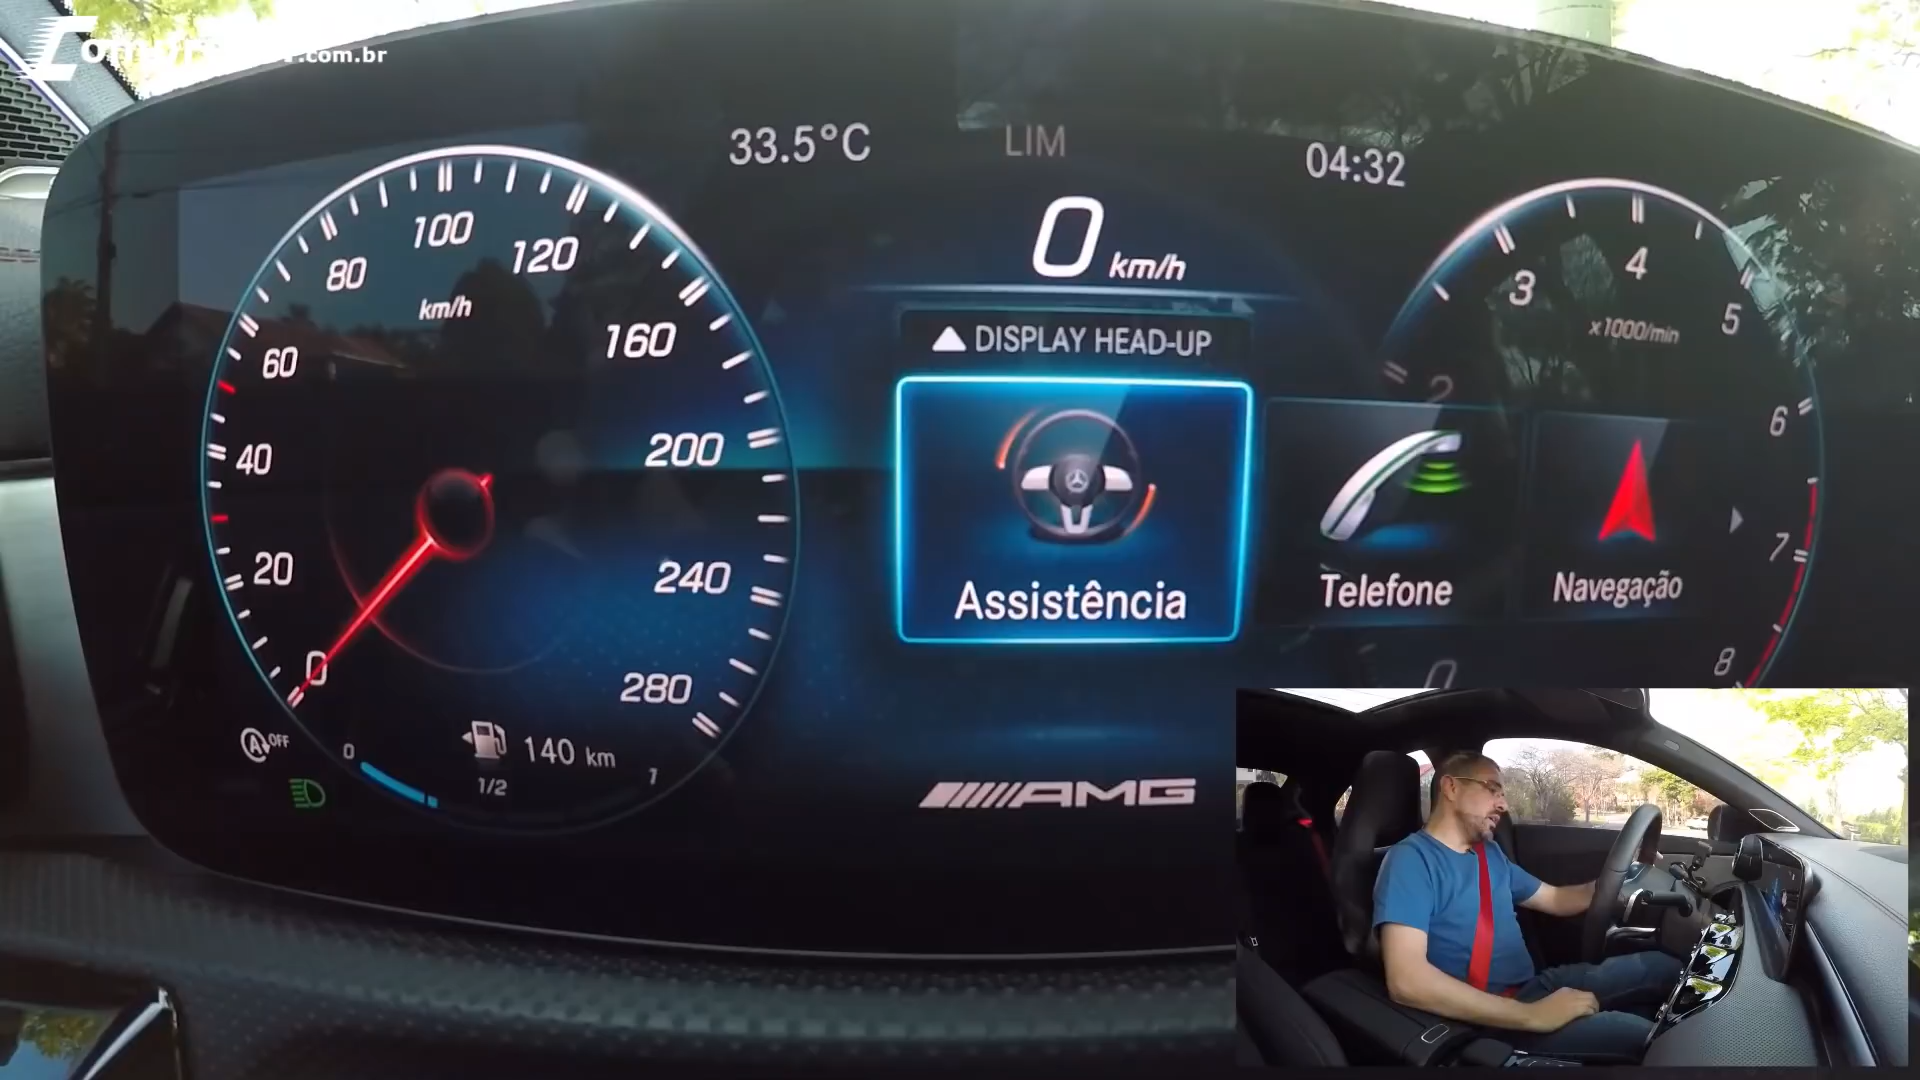 .com.br
33.5°C
LIM
04:32
0 km/h
DISPLAY HEAD-UP
Assistência
Telefone
Navegação
AMG
0
20
40
60
80
100
120
160
200
240
280
km/h
OFF
0
1/2
1
140 km
0
2
3
4
5
6
7
8
x1000/min